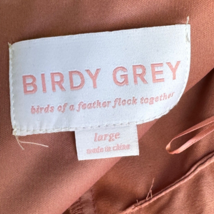 BIRDY GREY
birds of a feather flock together
large
made in china